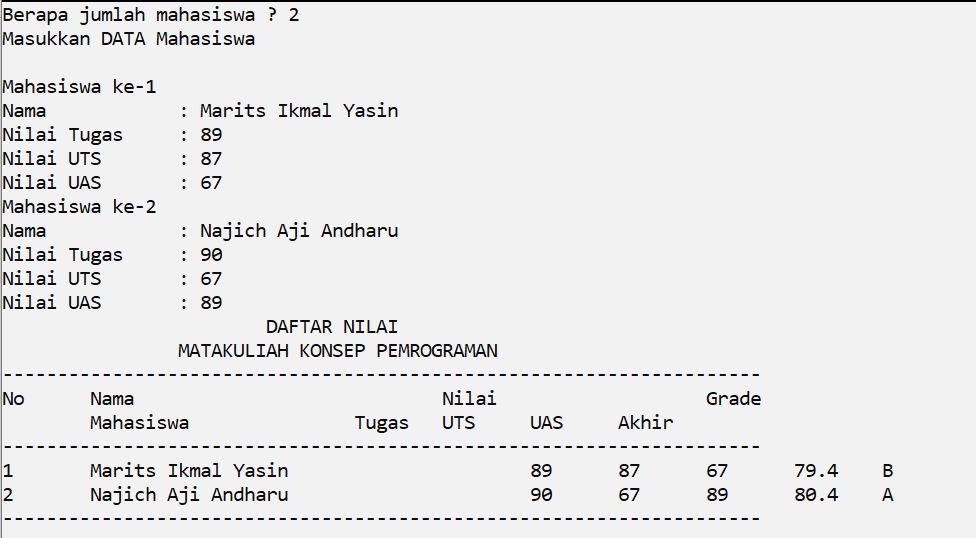 Berapa jumlah mahasiswa ? 2
Masukkan DATA Mahasiswa
Mahasiswa ke-1
Nama : Marits Ikmal Yasin
Nilai Tugas : 89
Nilai UTS : 87
Nilai UAS : 67
Mahasiswa ke-2
Nama : Najich Aji Andharu
Nilai Tugas : 90
Nilai UTS : 67
Nilai UAS : 89
DAFTAR NILAI
MATAKULIAH KONSEP PEMROGRAMAN
---------------------------------------------------------------------
No Nama Nilai Grade
Mahasiswa Tugas UTS UAS Akhir
---------------------------------------------------------------------
1 Marits Ikmal Yasin 89 87 67 79.4 B
2 Najich Aji Andharu 90 67 89 80.4 A
---------------------------------------------------------------------